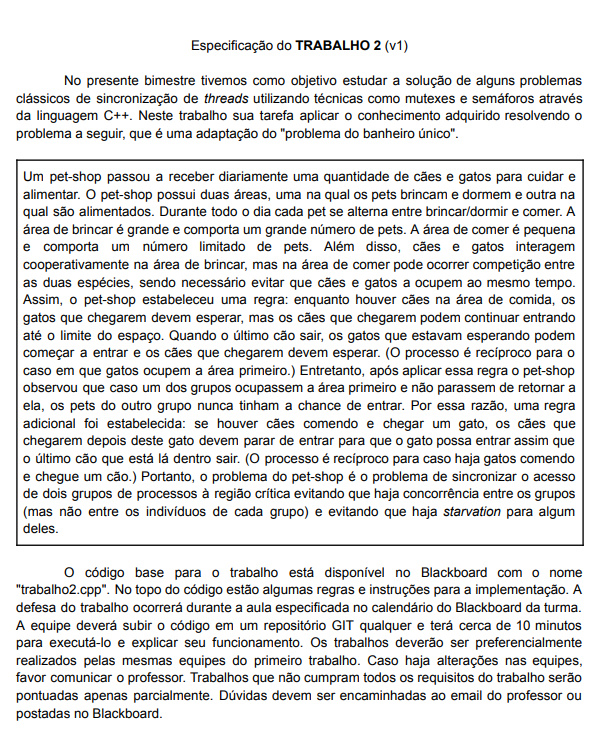 Especificação do TRABALHO 2 (v1)
No presente bimestre tivemos como objetivo estudar a solução de alguns problemas
clássicos de sincronização de threads utilizando técnicas como mutexes e semáforos através
da linguagem C++. Neste trabalho sua tarefa aplicar o conhecimento adquirido resolvendo o
problema a seguir, que é uma adaptação do "problema do banheiro único".
Um pet-shop passou a receber diariamente uma quantidade de cães e gatos para cuidar e
alimentar. O pet-shop possui duas áreas, uma na qual os pets brincam e dormem e outra na
qual são alimentados. Durante todo o dia cada pet se alterna entre brincar/dormir e comer. A
área de brincar é grande e comporta um grande número de pets. A área de comer é pequena
e comporta um número limitado de pets. Além disso, cães e gatos interagem
cooperativamente na área de brincar, mas na área de comer pode ocorrer competição entre
as duas espécies, sendo necessário evitar que cães e gatos a ocupem ao mesmo tempo.
Assim, o pet-shop estabeleceu uma regra: enquanto houver cães na área de comida, os
gatos que chegarem devem esperar, mas os cães que chegarem podem continuar entrando
até o limite do espaço. Quando o último cão sair, os gatos que estavam esperando podem
começar a entrar e os cães que chegarem devem esperar. (O processo é recíproco para o
caso em que gatos ocupem a área primeiro.) Entretanto, após aplicar essa regra o pet-shop
observou que caso um dos grupos ocupassem a área primeiro e não parassem de retornar a
ela, os pets do outro grupo nunca tinham a chance de entrar. Por essa razão, uma regra
adicional foi estabelecida: se houver cães comendo e chegar um gato, os cães que
chegarem depois deste gato devem parar de entrar para que o gato possa entrar assim que
o último cão que está lá dentro sair. (O processo é recíproco para caso haja gatos comendo
e chegue um cão.) Portanto, o problema do pet-shop é o problema de sincronizar o acesso
de dois grupos de processos à região crítica evitando que haja concorrência entre os grupos
(mas não entre os indivíduos de cada grupo) e evitando que haja starvation para algum
deles.
O código base para o trabalho está disponível no Blackboard com o nome
"trabalho2.cpp". No topo do código estão algumas regras e instruções para a implementação. A
defesa do trabalho ocorrerá durante a aula especificada no calendário do Blackboard da turma.
A equipe deverá subir o código em um repositório GIT qualquer e terá cerca de 10 minutos
para executá-lo e explicar seu funcionamento. Os trabalhos deverão ser preferencialmente
realizados pelas mesmas equipes do primeiro trabalho. Caso haja alterações nas equipes,
favor comunicar o professor. Trabalhos que não cumpram todos os requisitos do trabalho serão
pontuadas apenas parcialmente. Dúvidas devem ser encaminhadas ao email do professor ou
postadas no Blackboard.